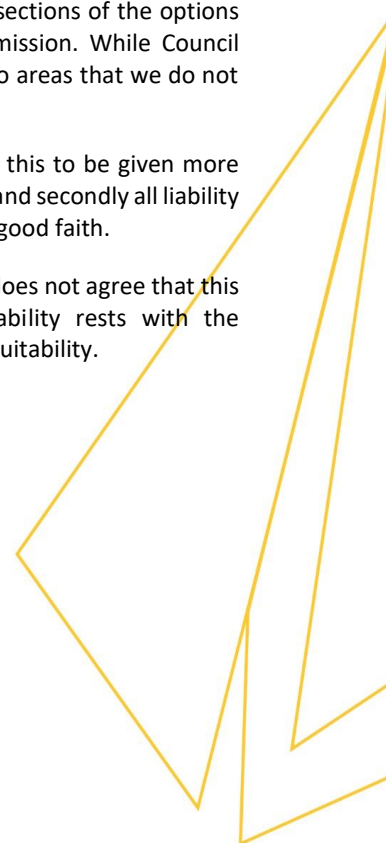 sections of the options
mission. While Council
o areas that we do not
this to be given more
and secondly all liability
good faith.
does not agree that this
ability rests with the
uitability.